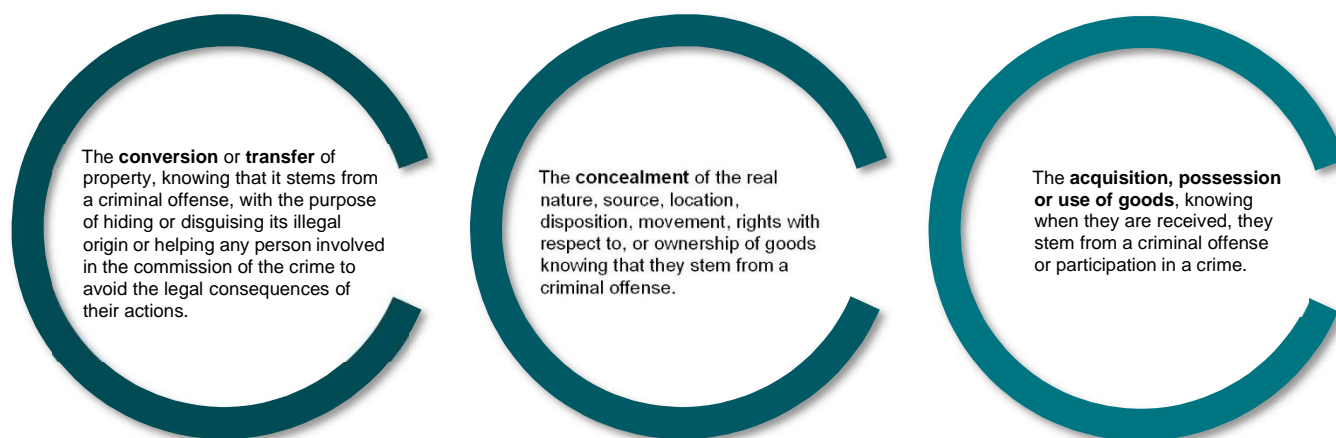 The conversion or transfer of
property, knowing that it stems from
a criminal offense, with the purpose
of hiding or disguising its illegal
origin or helping any person involved
in the commission of the crime to
avoid the legal consequences of
their actions.
The concealment of the real
nature, source, location,
disposition, movement, rights with
respect to, or ownership of goods
knowing that they stem from a
criminal offense.
The acquisition, possession
or use of goods, knowing
when they are received, they
stem from a criminal offense
or participation in a crime.